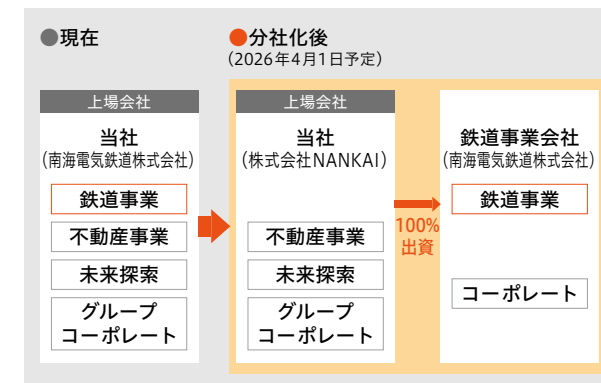 ●現在
上場会社
当社
（南海電気鉄道株式会社）
鉄道事業
不動産事業
未来探索
グループ
コーポレート
●分社化後
（2026年4月1日予定）
上場会社
当社
（株式会社NANKAI）
不動産事業
未来探索
グループ
コーポレート
100%
出資
鉄道事業会社
（南海電気鉄道株式会社）
鉄道事業
コーポレート